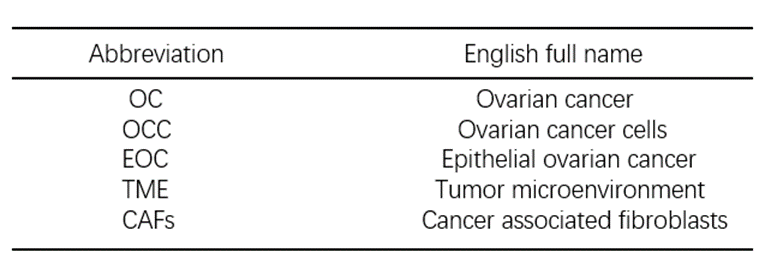 Abbreviation English full name
OC Ovarian cancer
OCC Ovarian cancer cells
EOC Epithelial ovarian cancer
TME Tumor microenvironment
CAFs Cancer associated fibroblasts